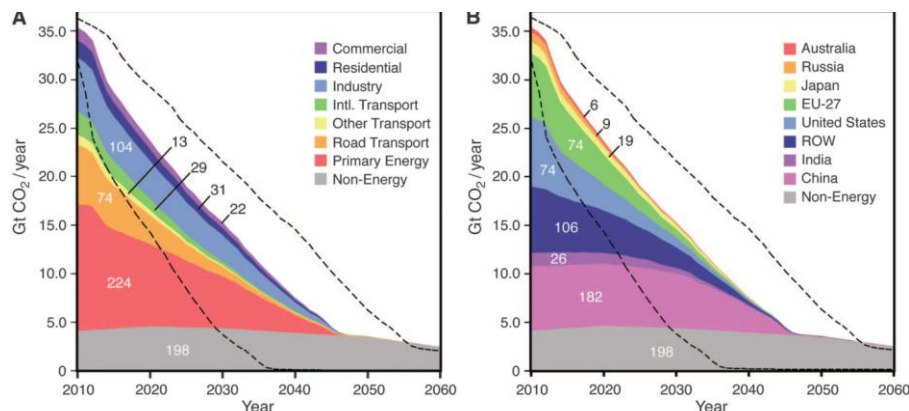 A
Gt CO2/year
35.0
30.0
25.0
20.0
15.0
10.0
5.0
0
2010 2020 2030 2040 2050 2060
Year
Commercial
Residential
Industry
Intl. Transport
Other Transport
Road Transport
Primary Energy
Non-Energy
104
13
29
31
22
74
224
198
B
Gt CO2/year
35.0
30.0
25.0
20.0
15.0
10.0
5.0
0
2010 2020 2030 2040 2050 2060
Year
Australia
Russia
Japan
EU-27
United States
ROW
India
China
Non-Energy
6
9
19
74
74
106
26
182
198